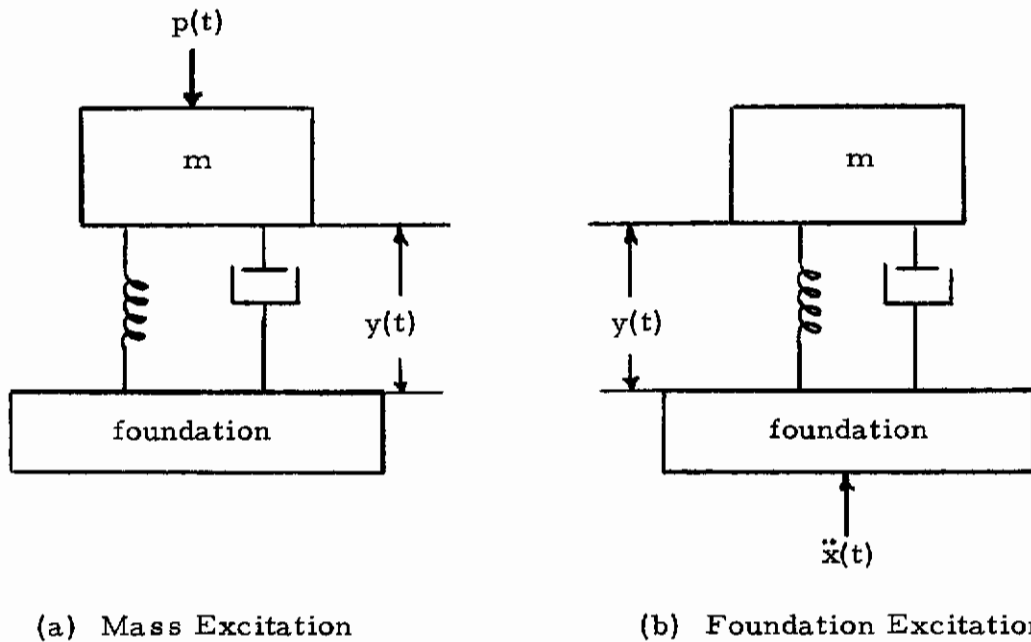 p(t)
m
m
y(t)
y(t)
foundation
foundation
ẍ(t)
(a) Mass Excitation
(b) Foundation Excitation